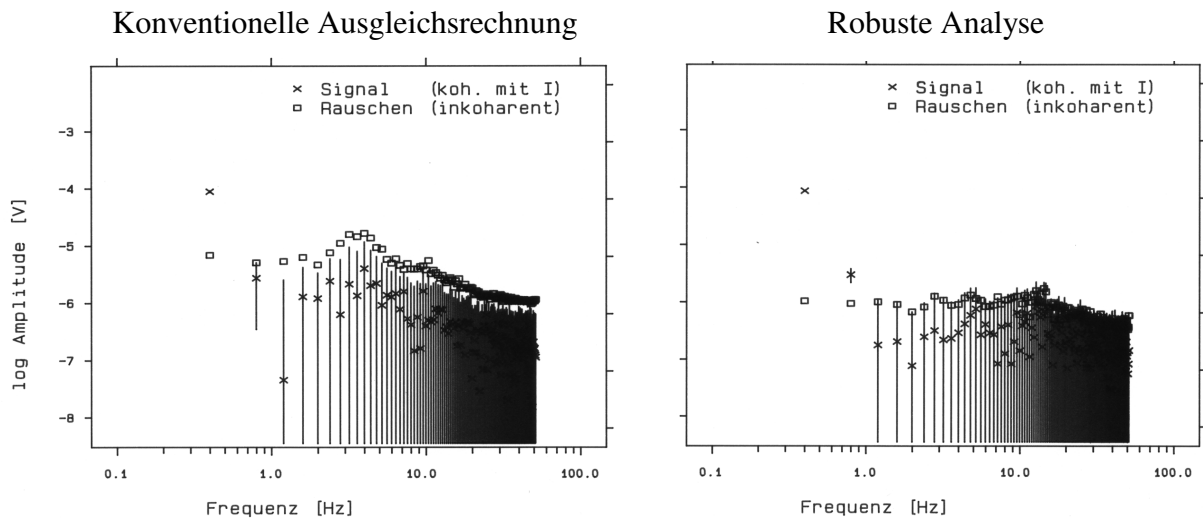 Konventionelle Ausgleichsrechnung
× Signal (koh. mit I)
□ Rauschen (inkoharent)
log Amplitude [V]
-3
-4
-5
-6
-7
-8
0.1 1.0 10.0 100.0
Frequenz [Hz]
Robuste Analyse
× Signal (koh. mit I)
□ Rauschen (inkoharent)
0.1 1.0 10.0 100.0
Frequenz [Hz]